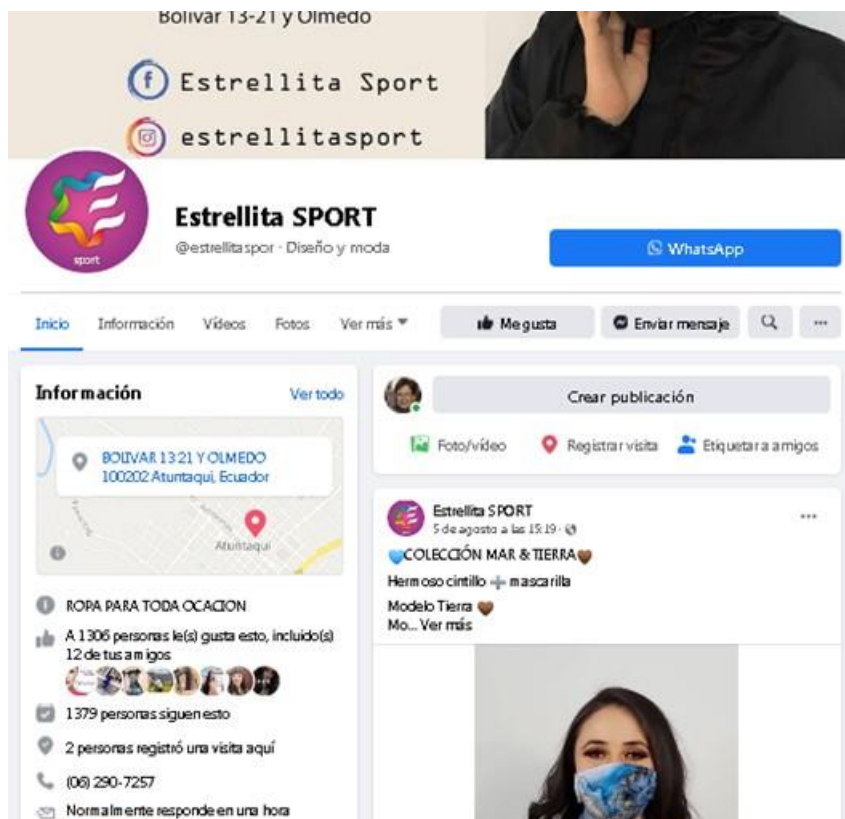 Bolívar 13-21 y Olmedo
f Estrellita Sport
estrellitasport
sport
Estrellita SPORT
@estrellitaspor · Diseño y moda
WhatsApp
Inicio Información Vídeos Fotos Ver más
Me gusta Enviar mensaje ...
Información Ver todo
BOLIVAR 13 21 Y OLMEDO
100202 Atuntaqui, Ecuador
Atuntaqui
ROPA PARA TODA OCACION
A 1306 personas le(s) gusta esto, incluido(s)
12 de tus amigos
1379 personas siguen esto
2 personas registró una visita aquí
(06) 290-7257
Normalmente responde en una hora
Crear publicación
Foto/vídeo Registrar visita Etiquetar a amigos
Estrellita SPORT ...
5 de agosto a las 15:19 ·
💙COLECCIÓN MAR & TIERRA🤎
Hermoso cintillo ➕ mascarilla
Modelo Tierra 🤎
Mo... Ver más